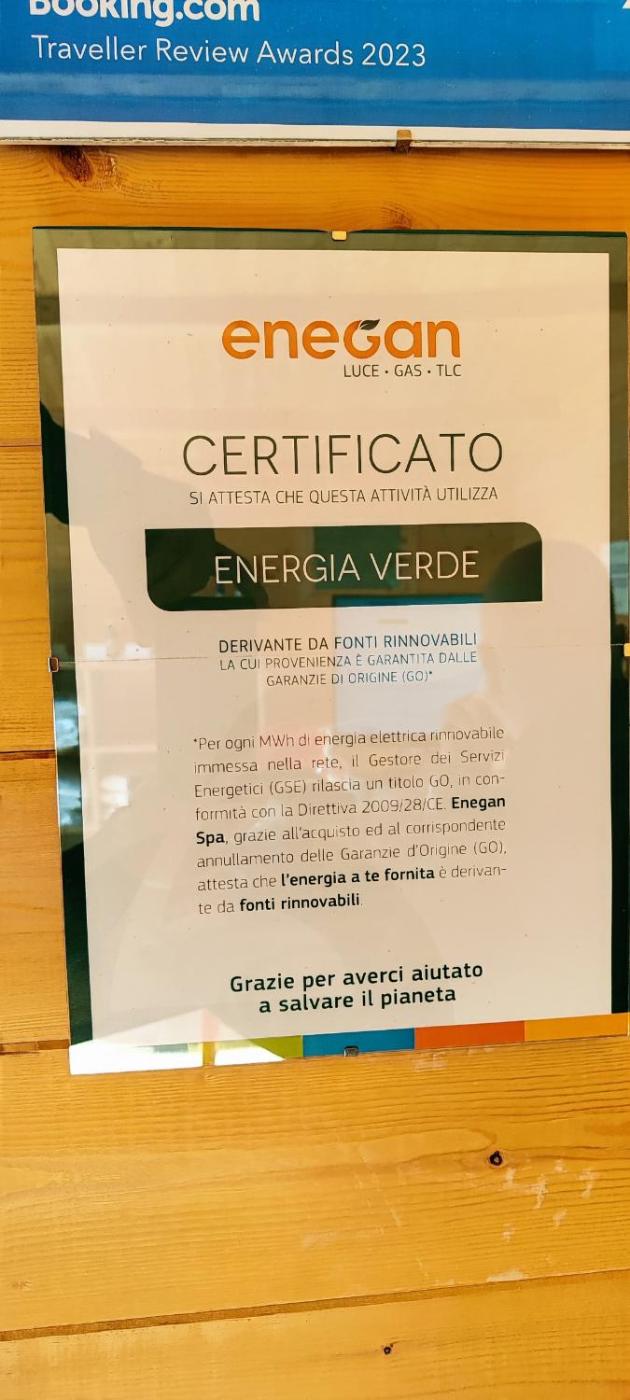 Booking.com
Traveller Review Awards 2023
enegan
LUCE • GAS • TLC
CERTIFICATO
SI ATTESTA CHE QUESTA ATTIVITÀ UTILIZZA
ENERGIA VERDE
DERIVANTE DA FONTI RINNOVABILI
LA CUI PROVENIENZA È GARANTITA DALLE
GARANZIE DI ORIGINE (GO)*
*Per ogni MWh di energia elettrica rinnovabile
immessa nella rete, il Gestore dei Servizi
Energetici (GSE) rilascia un titolo GO, in con-
formità con la Direttiva 2009/28/CE. Enegan
Spa, grazie all'acquisto ed al corrispondente
annullamento delle Garanzie d'Origine (GO),
attesta che l'energia a te fornita è derivan-
te da fonti rinnovabili.
Grazie per averci aiutato
a salvare il pianeta